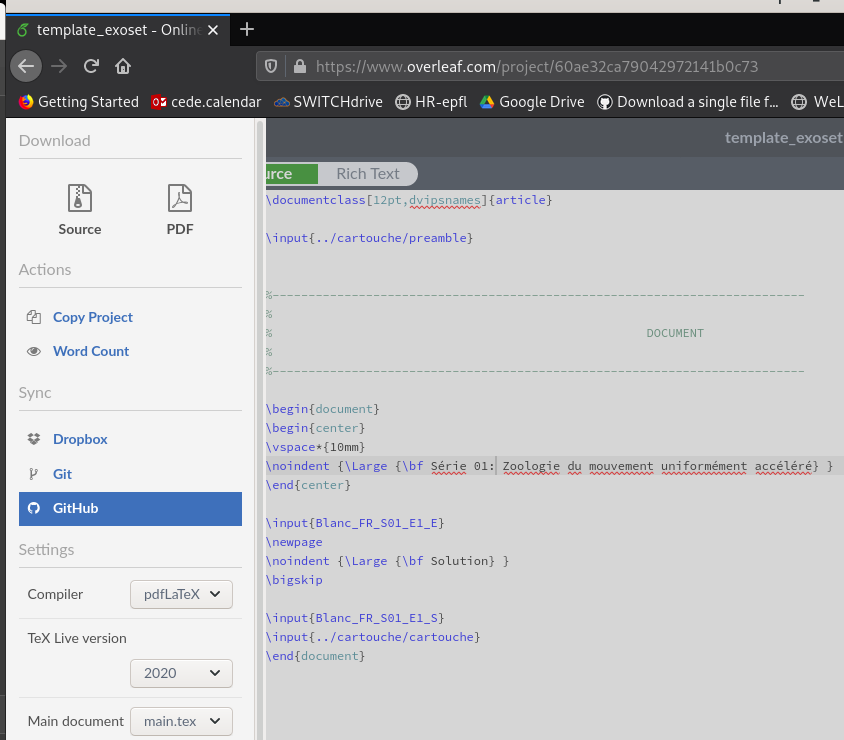 template_exoset - Online
https://www.overleaf.com/project/60ae32ca79042972141b0c73
Getting Started cede.calendar SWITCHdrive HR-epfl Google Drive Download a single file f... WeL
Download
Source PDF
Actions
Copy Project
Word Count
Sync
Dropbox
Git
GitHub
Settings
Compiler pdfLaTeX
TeX Live version
2020
Main document main.tex
template_exoset
urce Rich Text
\documentclass[12pt,dvipsnames]{article}
\input{../cartouche/preamble}
%--------------------------------------------------------------------------
%
% DOCUMENT
%
%--------------------------------------------------------------------------
\begin{document}
\begin{center}
\vspace*{10mm}
\noindent {\Large {\bf Série 01: Zoologie du mouvement uniformément accéléré} }
\end{center}
\input{Blanc_FR_S01_E1_E}
\newpage
\noindent {\Large {\bf Solution} }
\bigskip
\input{Blanc_FR_S01_E1_S}
\input{../cartouche/cartouche}
\end{document}